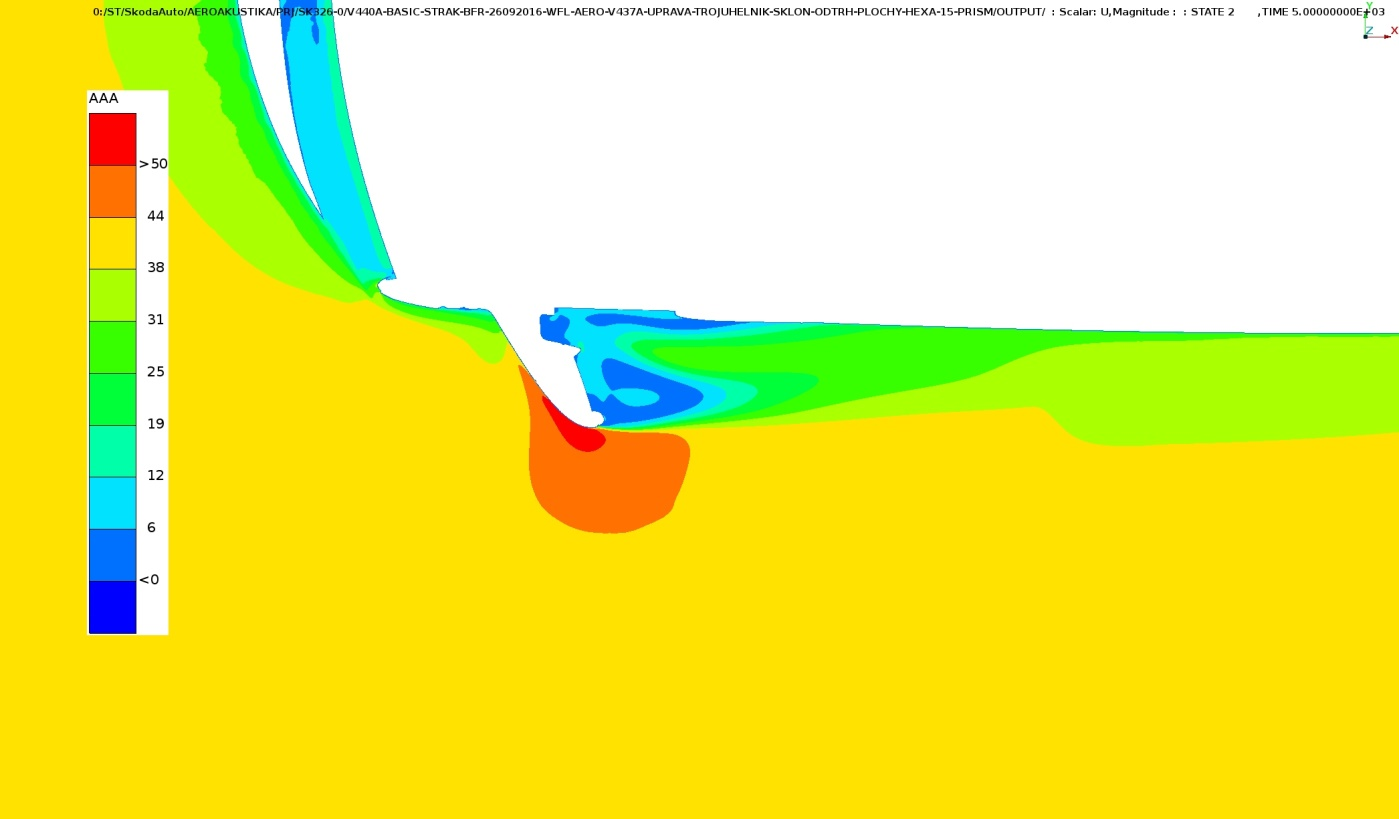 0:/ST/SkodaAuto/AEROAKUSTIKA/PRJ/SK326-0/V440A-BASIC-STRAK-BFR-26092016-WFL-AERO-V437A-UPRAVA-TROJUHELNIK-SKLON-ODTRH-PLOCHY-HEXA-15-PRISM/OUTPUT/ : Scalar: U,Magnitude : : STATE 2 ,TIME 5.00000000E+03
Y
Z X
AAA
>50
44
38
31
25
19
12
6
<0